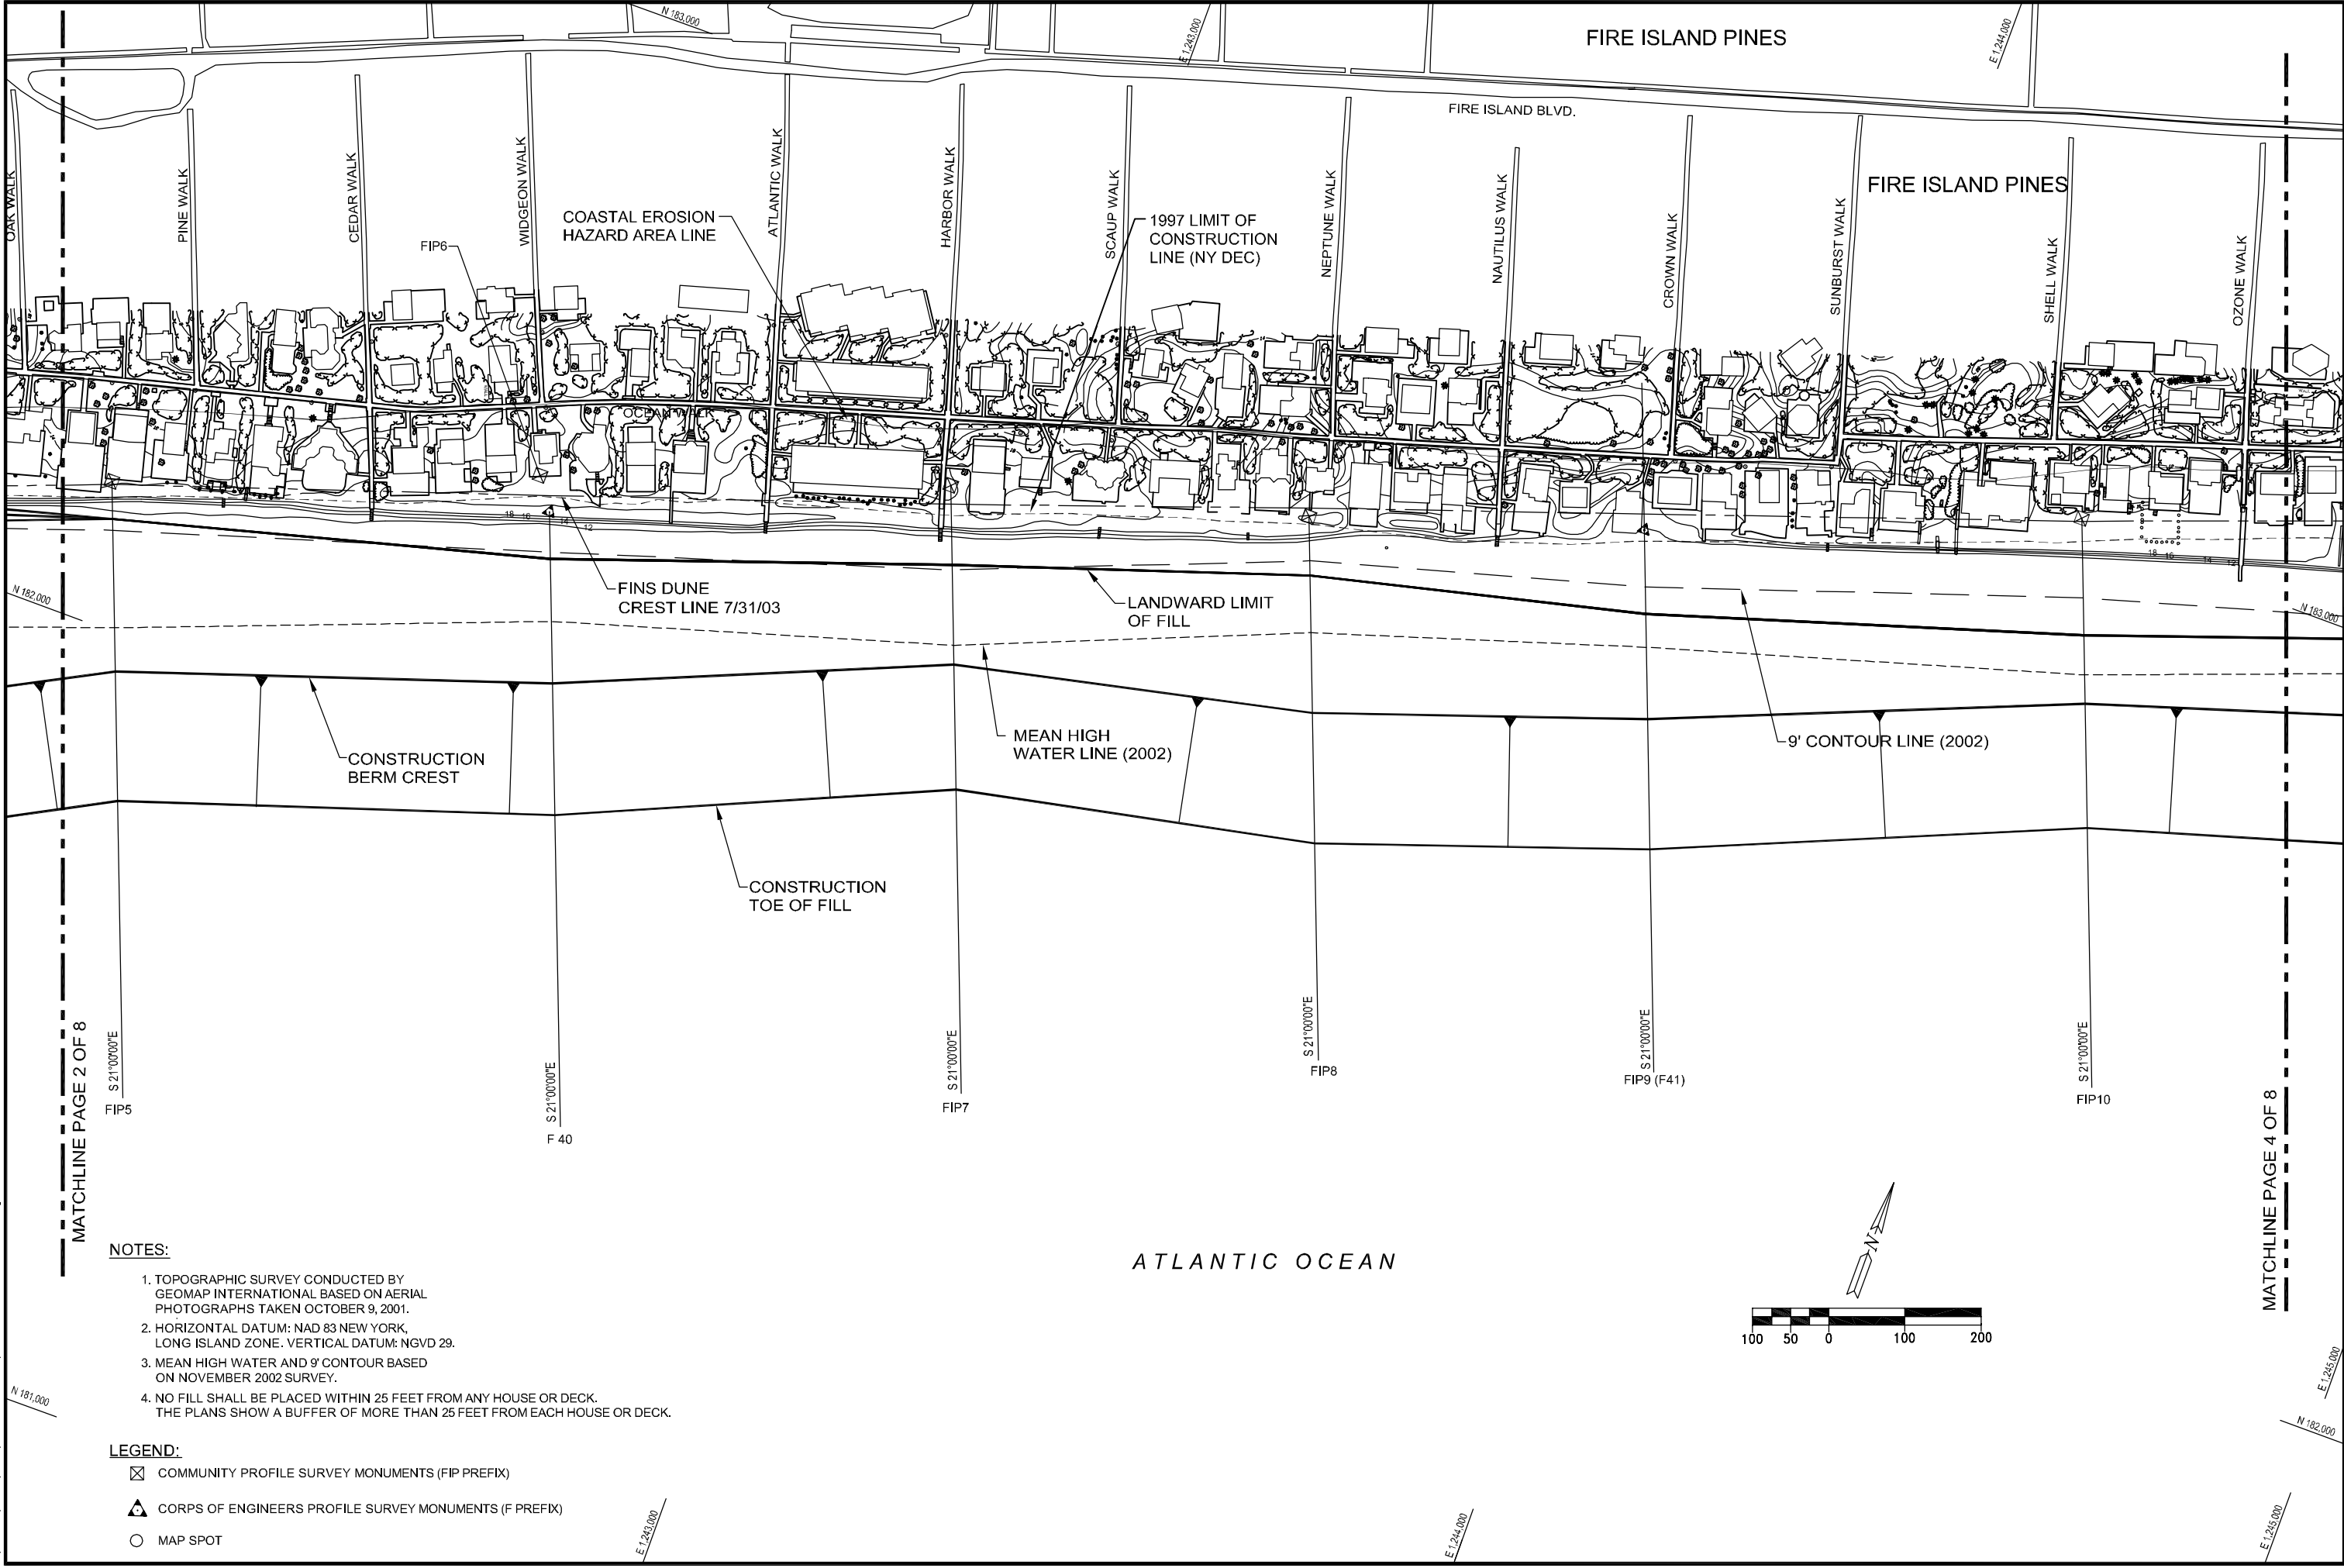 N 183,000
E 1,243,000
E 1,244,000
FIRE ISLAND PINES
FIRE ISLAND BLVD.
FIRE ISLAND PINES
OAK WALK
PINE WALK
CEDAR WALK
WIDGEON WALK
ATLANTIC WALK
HARBOR WALK
SCAUP WALK
NEPTUNE WALK
NAUTILUS WALK
CROWN WALK
SUNBURST WALK
SHELL WALK
OZONE WALK
FIP6
COASTAL EROSION
HAZARD AREA LINE
1997 LIMIT OF
CONSTRUCTION
LINE (NY DEC)
OCEAN WALK
18 16 14 12
18 16 14 12
N 182,000
FINS DUNE
CREST LINE 7/31/03
LANDWARD LIMIT
OF FILL
N 183,000
MEAN HIGH
WATER LINE (2002)
9' CONTOUR LINE (2002)
CONSTRUCTION
BERM CREST
CONSTRUCTION
TOE OF FILL
S 21°00'00"E
FIP5
S 21°00'00"E
F 40
S 21°00'00"E
FIP7
S 21°00'00"E
FIP8
S 21°00'00"E
FIP9 (F41)
S 21°00'00"E
FIP10
MATCHLINE PAGE 2 OF 8
MATCHLINE PAGE 4 OF 8
ATLANTIC OCEAN
N
100 50 0 100 200
NOTES:
1. TOPOGRAPHIC SURVEY CONDUCTED BY
GEOMAP INTERNATIONAL BASED ON AERIAL
PHOTOGRAPHS TAKEN OCTOBER 9, 2001.
2. HORIZONTAL DATUM: NAD 83 NEW YORK,
LONG ISLAND ZONE. VERTICAL DATUM: NGVD 29.
3. MEAN HIGH WATER AND 9' CONTOUR BASED
ON NOVEMBER 2002 SURVEY.
4. NO FILL SHALL BE PLACED WITHIN 25 FEET FROM ANY HOUSE OR DECK.
THE PLANS SHOW A BUFFER OF MORE THAN 25 FEET FROM EACH HOUSE OR DECK.
N 181,000
E 1,245,000
N 182,000
LEGEND:
COMMUNITY PROFILE SURVEY MONUMENTS (FIP PREFIX)
CORPS OF ENGINEERS PROFILE SURVEY MONUMENTS (F PREFIX)
MAP SPOT
E 1,243,000
E 1,244,000
E 1,245,000